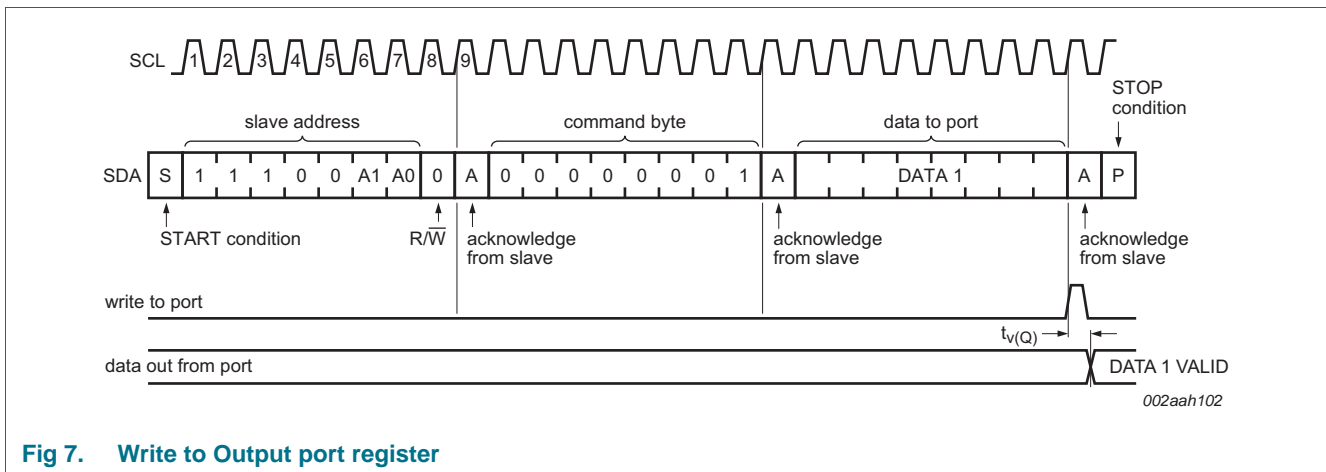 SCL 1 2 3 4 5 6 7 8 9
STOP
condition
slave address command byte data to port
SDA S 1 1 1 0 0 A1 A0 0 A 0 0 0 0 0 0 0 1 A DATA 1 A P
START condition R/W̅ acknowledge
from slave acknowledge
from slave acknowledge
from slave
write to port
tv(Q)
data out from port DATA 1 VALID
002aah102
Fig 7. Write to Output port register